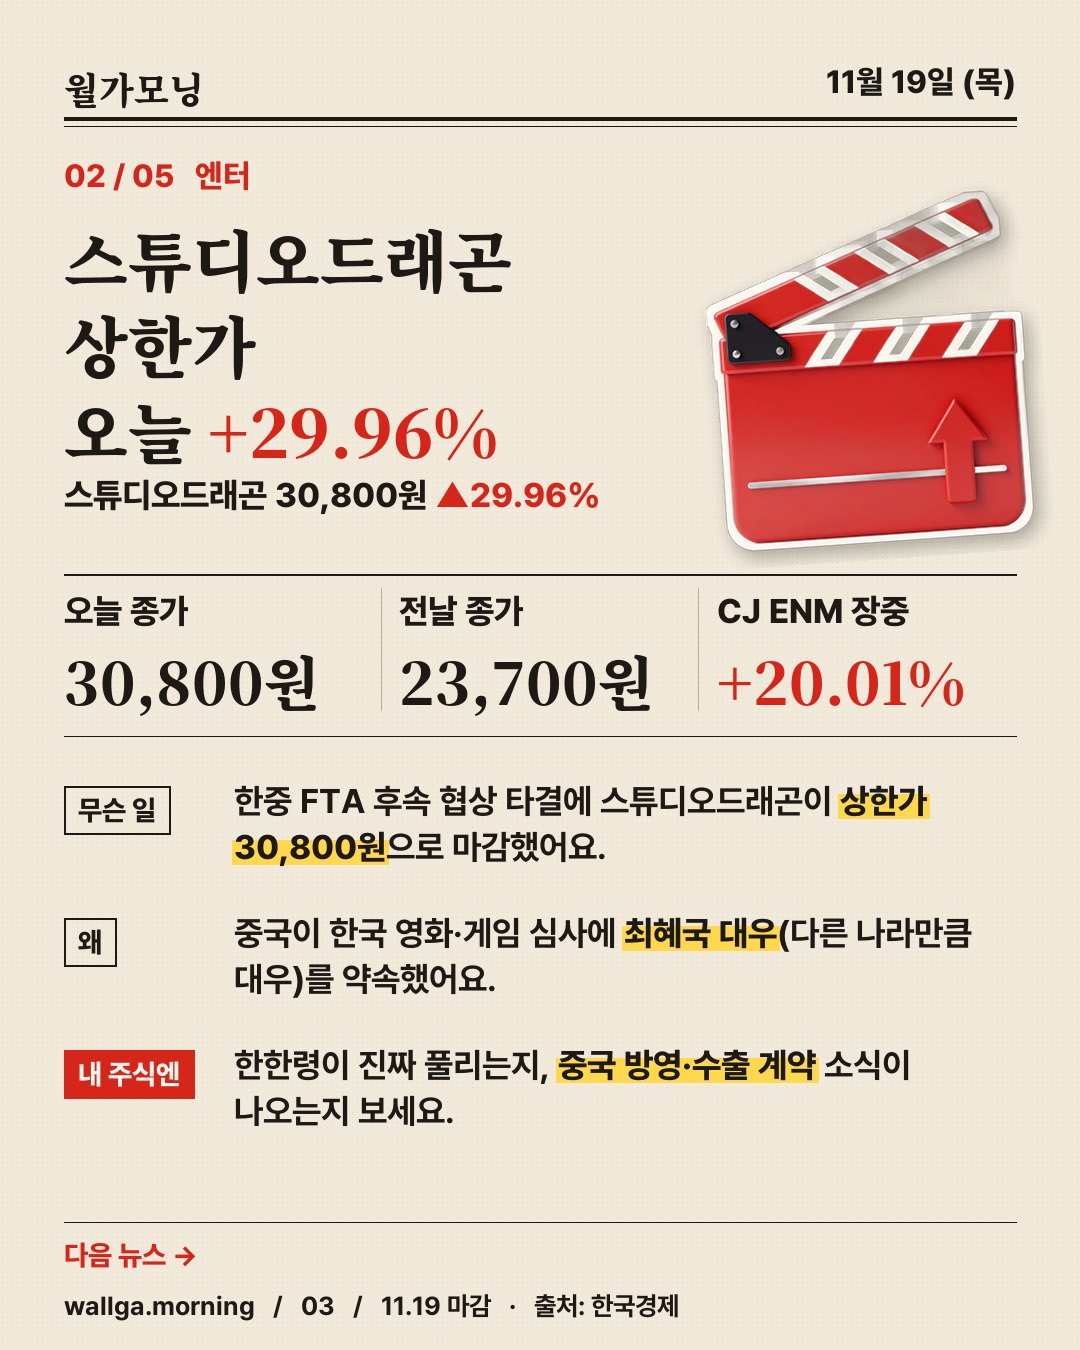 월가모닝
11월 19일 (목)
02 / 05 엔터
스튜디오드래곤
상한가
오늘 +29.96%
스튜디오드래곤 30,800원 ▲29.96%
오늘 종가
30,800원
전날 종가
23,700원
CJ ENM 장중
+20.01%
무슨 일
한중 FTA 후속 협상 타결에 스튜디오드래곤이 상한가
30,800원으로 마감했어요.
왜
중국이 한국 영화·게임 심사에 최혜국 대우(다른 나라만큼
대우)를 약속했어요.
내 주식엔
한한령이 진짜 풀리는지, 중국 방영·수출 계약 소식이
나오는지 보세요.
다음 뉴스 →
wallga.morning / 03 / 11.19 마감 · 출처: 한국경제